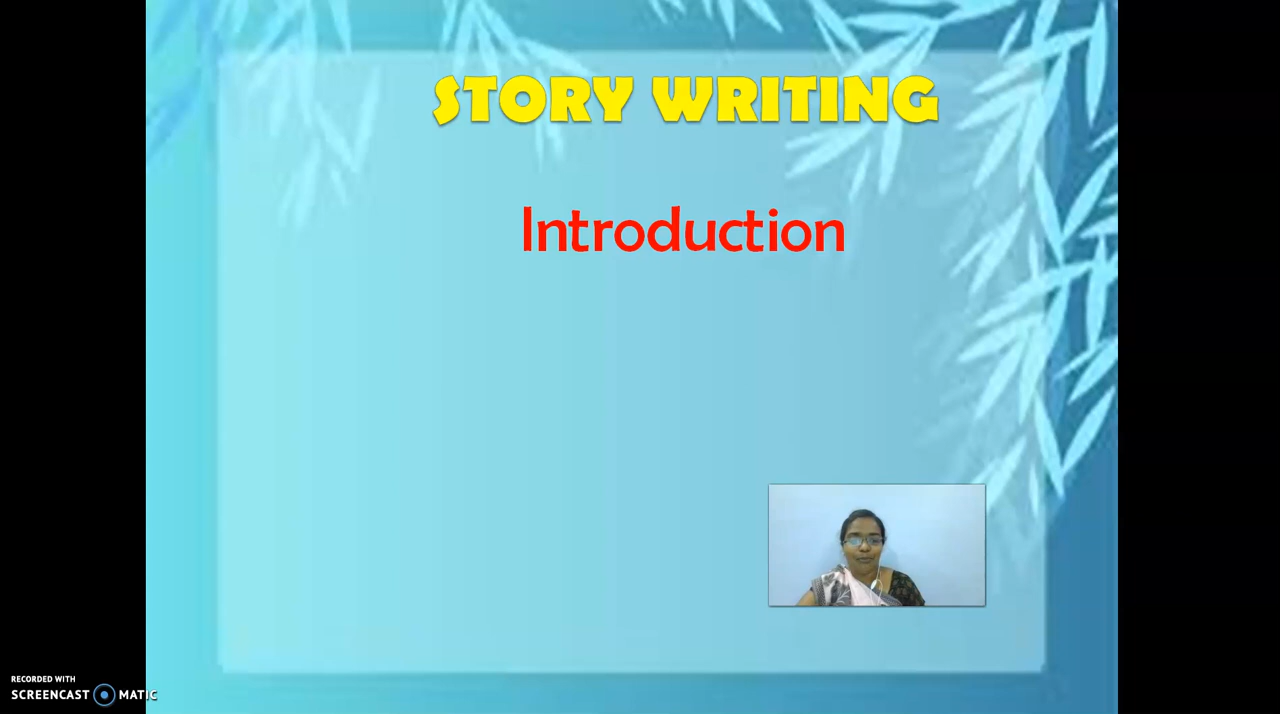 STORY WRITING
Introduction
RECORDED WITH
SCREENCAST MATIC